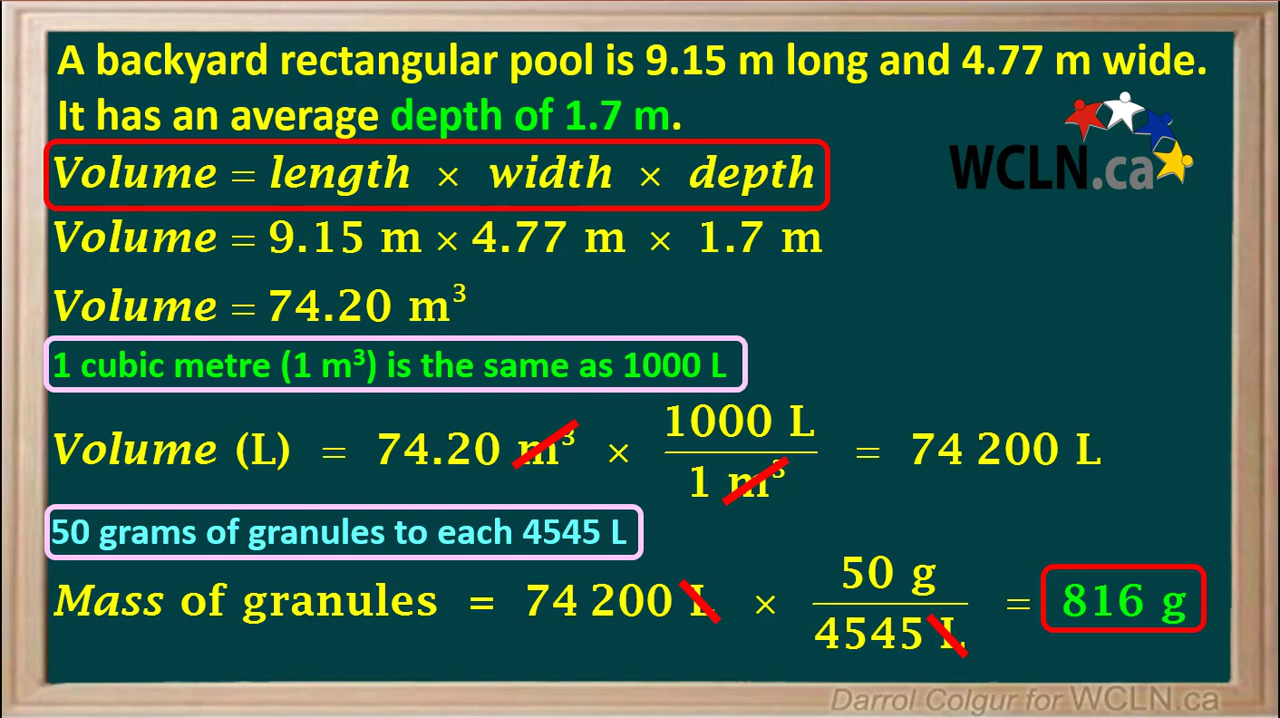 A backyard rectangular pool is 9.15 m long and 4.77 m wide.
It has an average depth of 1.7 m.
WCLN.ca
Volume = length × width × depth
Volume = 9.15 m × 4.77 m × 1.7 m
Volume = 74.20 m³
1 cubic metre (1 m³) is the same as 1000 L
Volume (L) = 74.20 m³ × 1000 L / 1 m³ = 74 200 L
50 grams of granules to each 4545 L
Mass of granules = 74 200 L × 50 g / 4545 L = 816 g
Darrol Colgur for WCLN.ca